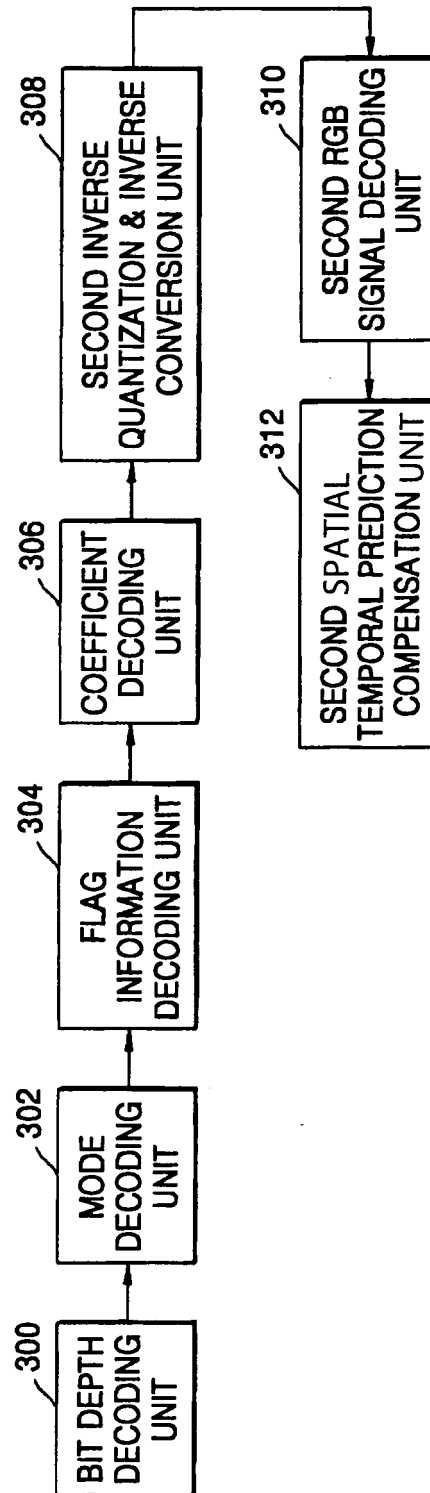 300
BIT DEPTH
DECODING
UNIT
302
MODE
DECODING
UNIT
304
FLAG
INFORMATION
DECODING UNIT
306
COEFFICIENT
DECODING
UNIT
308
SECOND INVERSE
QUANTIZATION & INVERSE
CONVERSION UNIT
310
SECOND RGB
SIGNAL DECODING
UNIT
312
SECOND SPATIAL
TEMPORAL PREDICTION
COMPENSATION UNIT